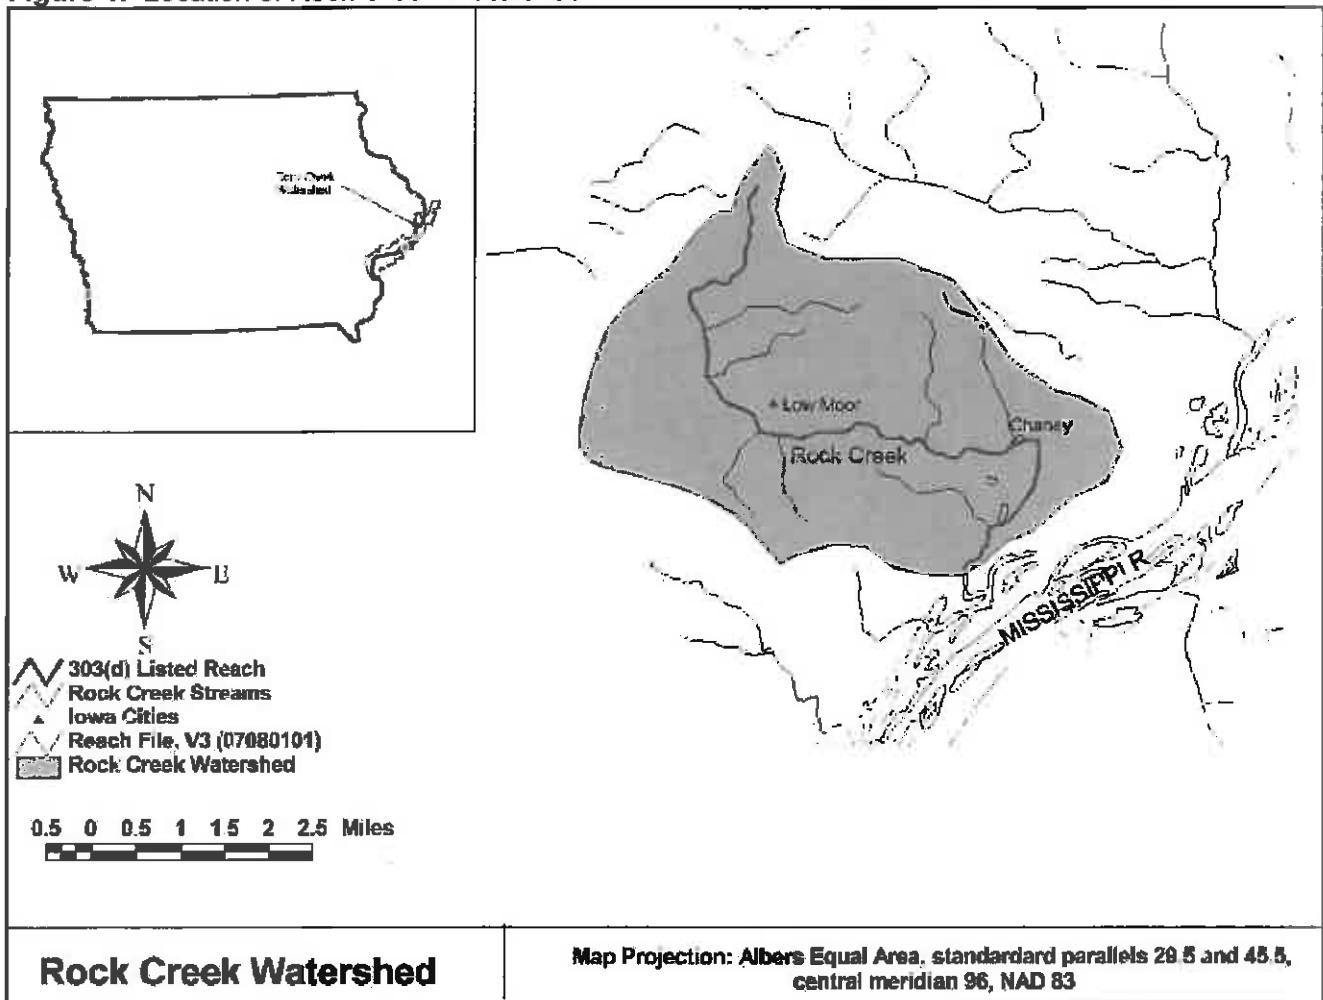 Watershed
Low Moor
Chaney
Rock Creek
MISSISSIPPI R
N
W E
S
303(d) Listed Reach
Rock Creek Streams
Iowa Cities
Reach File, V3 (07080101)
Rock Creek Watershed
0.5 0 0.5 1 1.5 2 2.5 Miles
Rock Creek Watershed
Map Projection: Albers Equal Area, standardard parallels 29.5 and 45.5,
central meridian 96, NAD 83